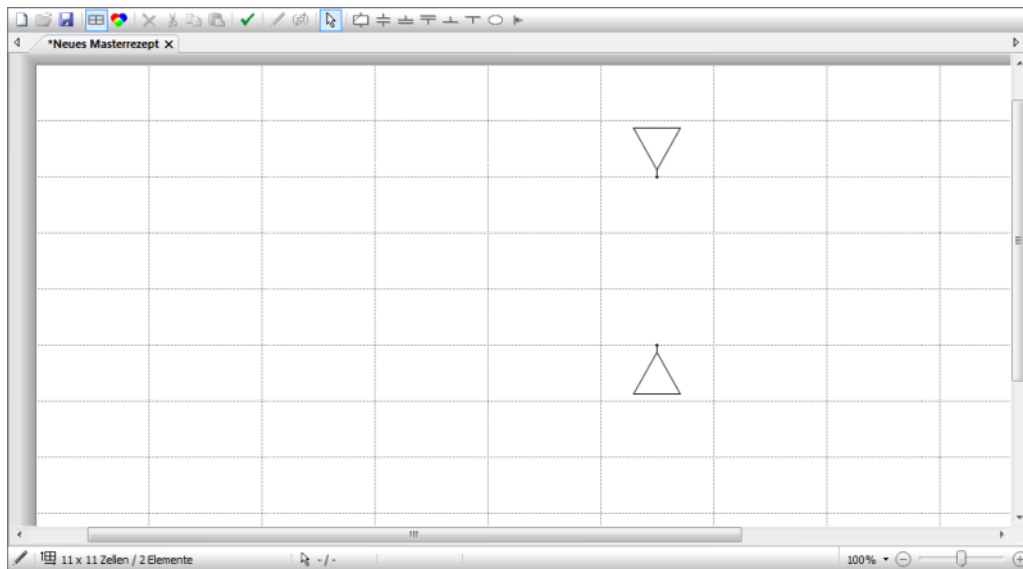 *Neues Masterrezept X
11 x 11 Zellen / 2 Elemente
- / -
100%